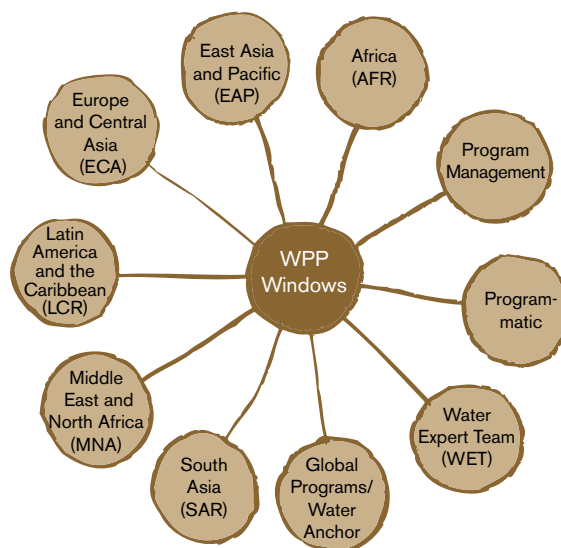 East Asia
and Pacific
(EAP)
Africa
(AFR)
Europe
and Central
Asia
(ECA)
Program
Management
WPP
Windows
Latin
America
and the
Caribbean
(LCR)
Program-
matic
Middle
East and
North Africa
(MNA)
Water
Expert Team
(WET)
South
Asia
(SAR)
Global
Programs/
Water
Anchor